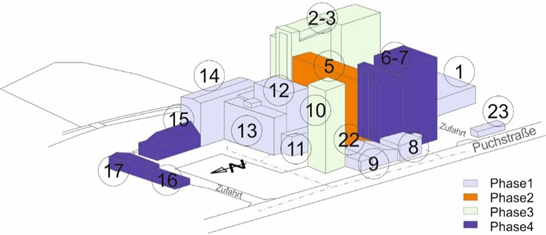 2-3
5
6-7
1
14
12
10
23
15
13
11
22
8
9
17
16
N
Zufahrt
Zufahrt
Puchstraße
Phase1
Phase2
Phase3
Phase4